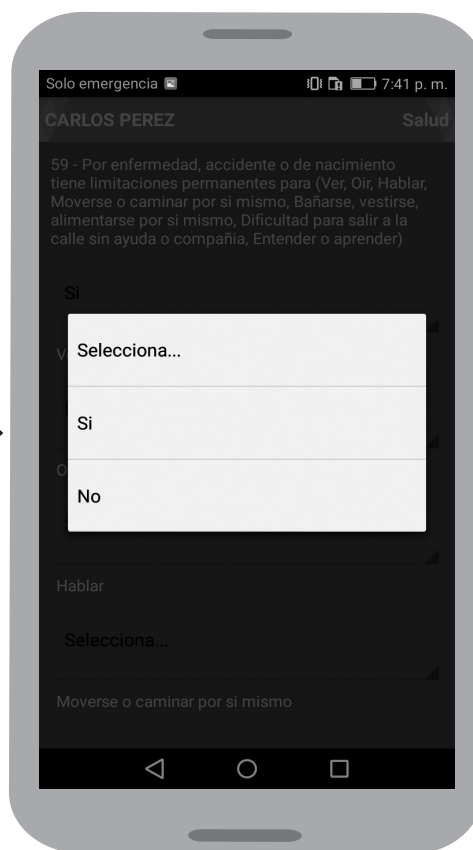 Solo emergencia 7:41 p. m.
CARLOS PEREZ Salud
59 - Por enfermedad, accidente o de nacimiento
tiene limitaciones permanentes para (Ver, Oir, Hablar,
Moverse o caminar por si mismo, Bañarse, vestirse,
alimentarse por si mismo, Dificultad para salir a la
calle sin ayuda o compañia, Entender o aprender)
Si
Selecciona...
Si
No
Hablar
Selecciona...
Moverse o caminar por si mismo